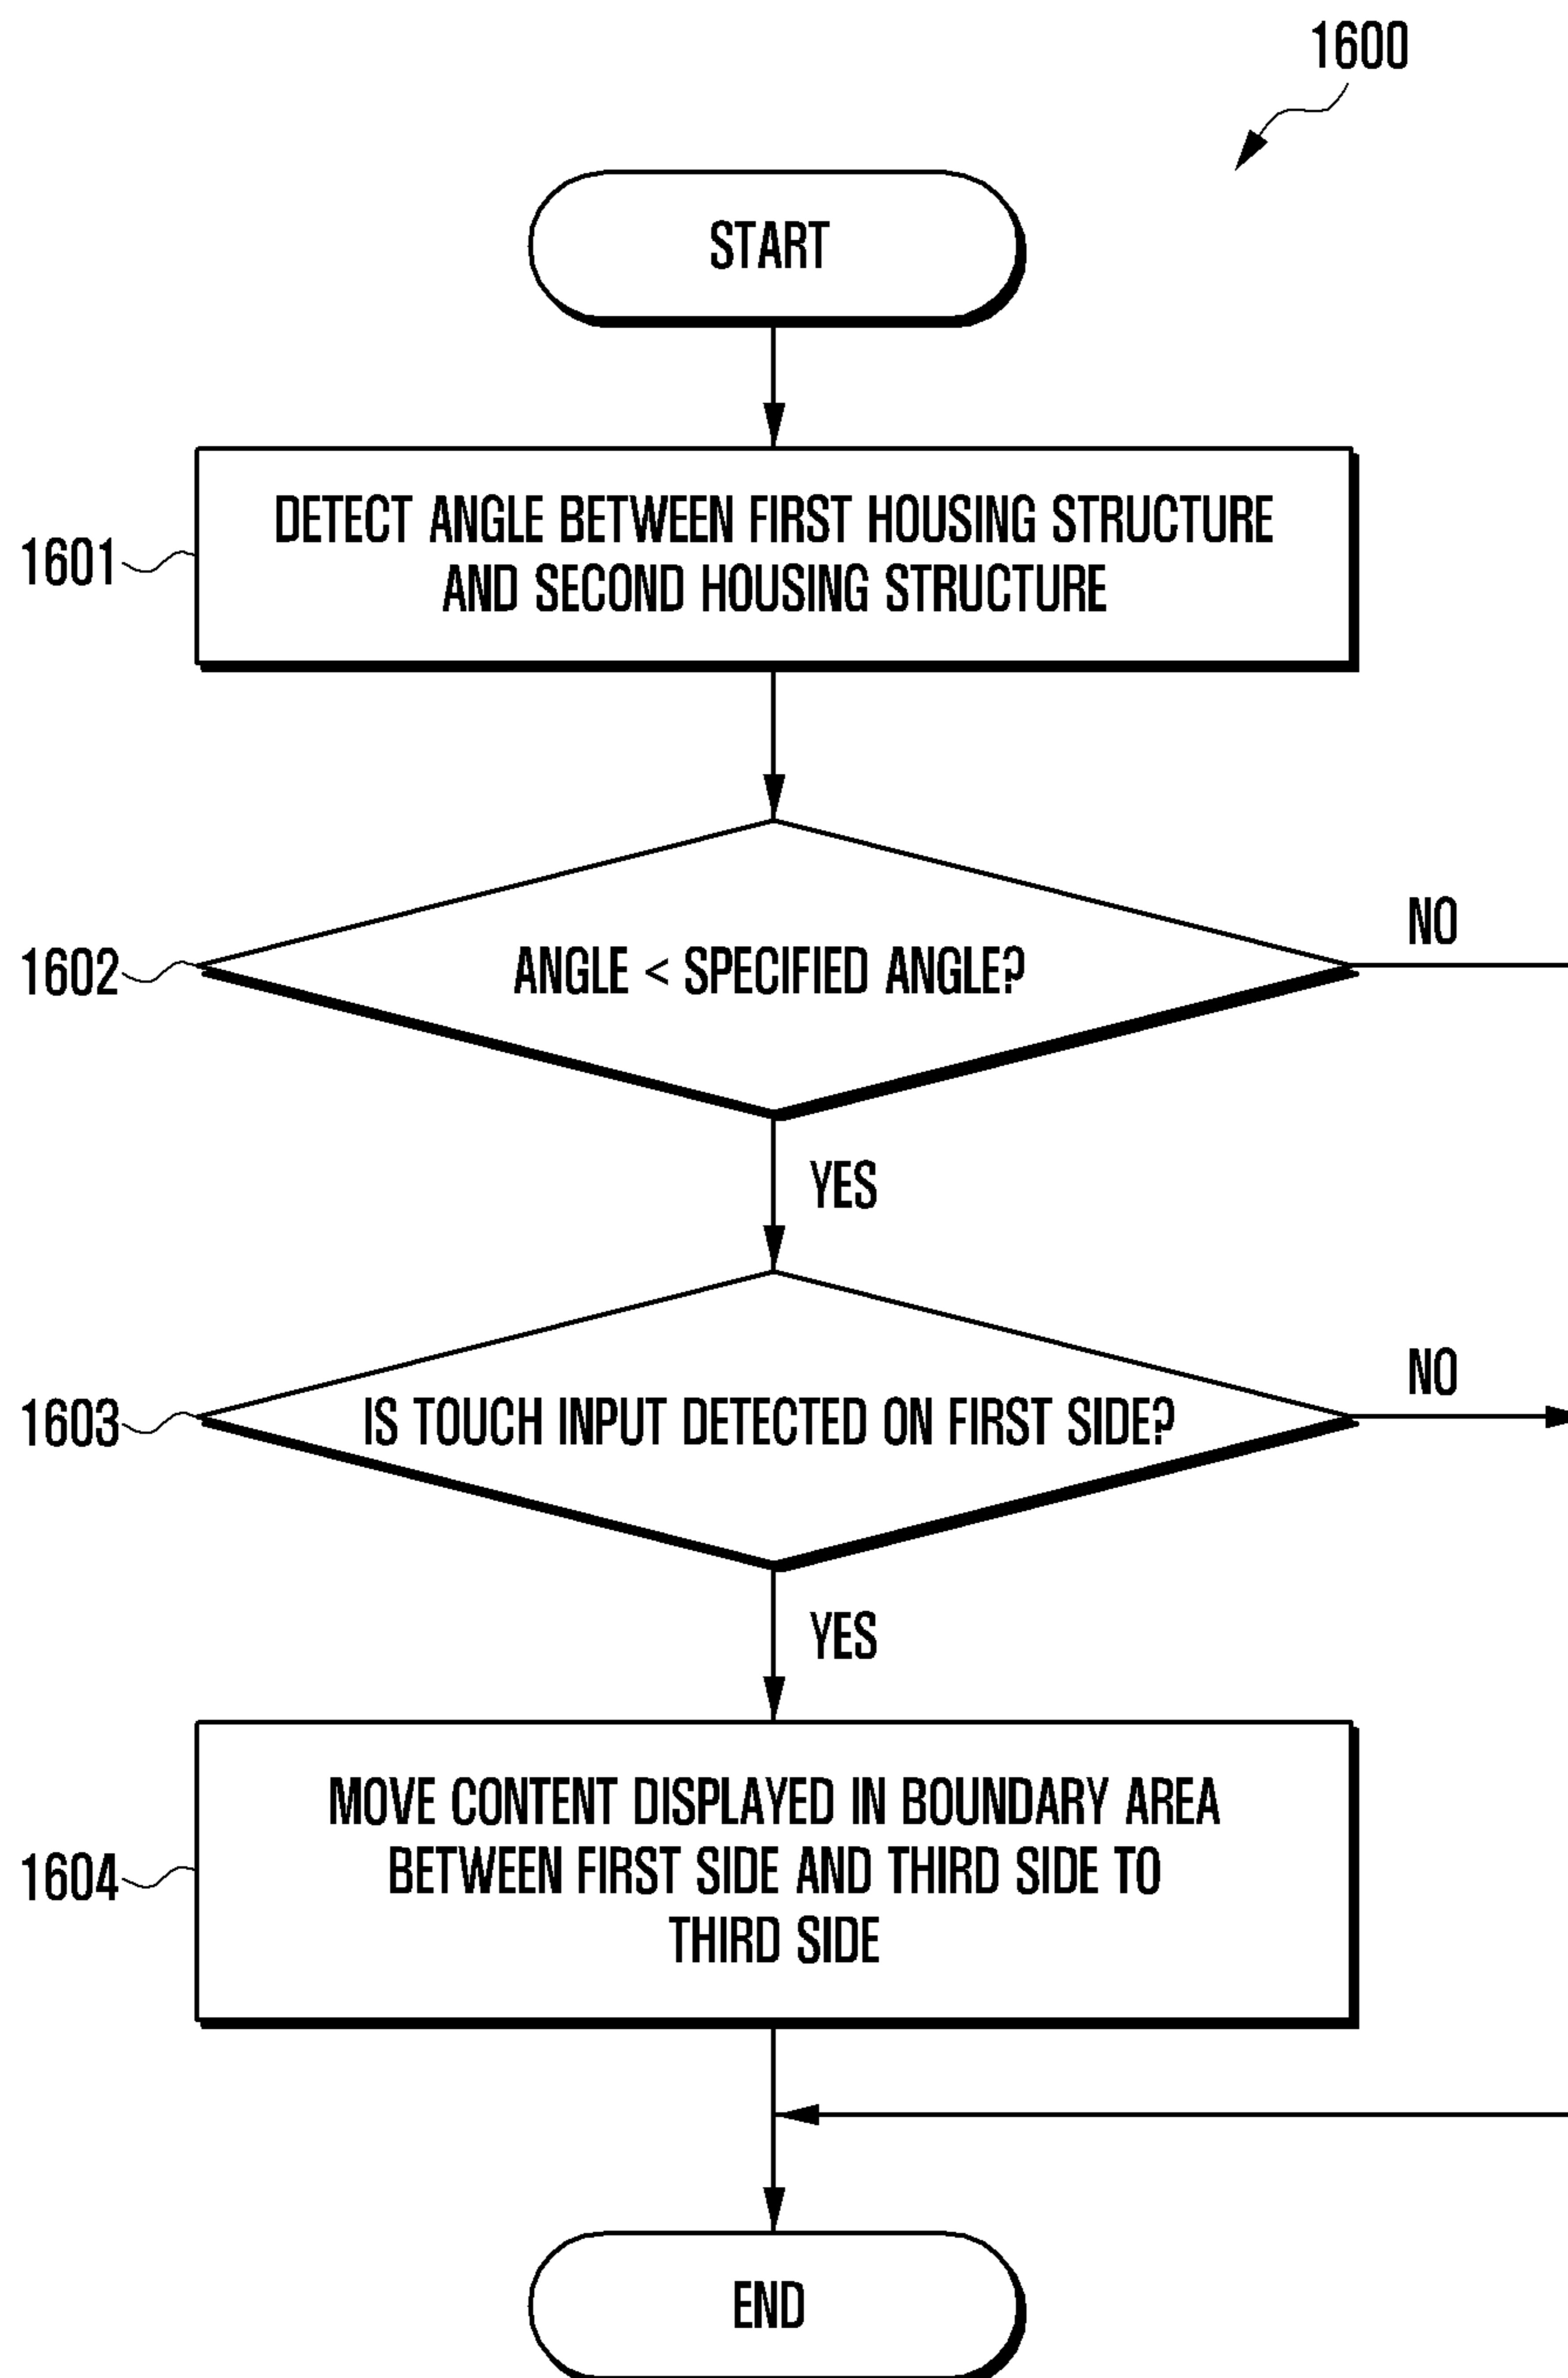 1600
START
1601
DETECT ANGLE BETWEEN FIRST HOUSING STRUCTURE
AND SECOND HOUSING STRUCTURE
1602
ANGLE < SPECIFIED ANGLE?
NO
YES
1603
IS TOUCH INPUT DETECTED ON FIRST SIDE?
NO
YES
1604
MOVE CONTENT DISPLAYED IN BOUNDARY AREA
BETWEEN FIRST SIDE AND THIRD SIDE TO
THIRD SIDE
END